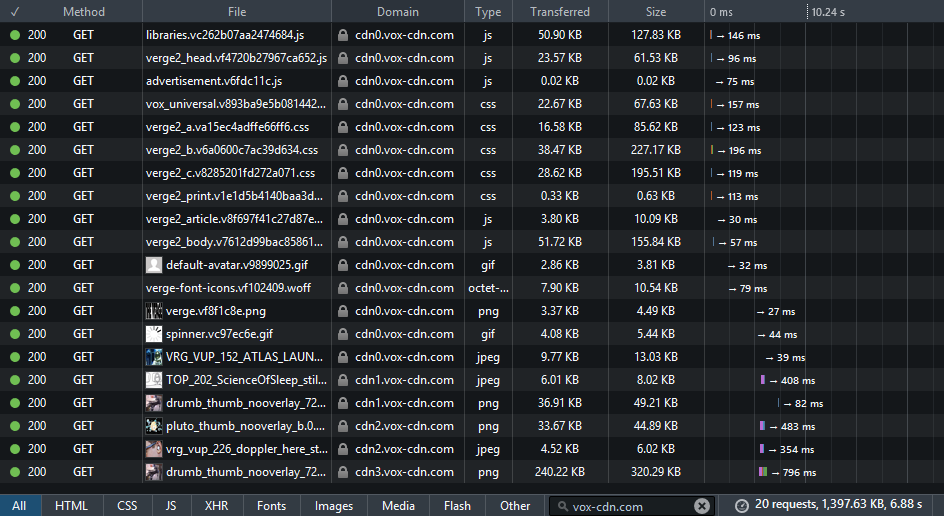 ✓ Method File Domain Type Transferred Size 0 ms 10.24 s
200 GET libraries.vc262b07aa2474684.js cdn0.vox-cdn.com js 50.90 KB 127.83 KB → 146 ms
200 GET verge2_head.vf4720b27967ca652.js cdn0.vox-cdn.com js 23.57 KB 61.53 KB → 96 ms
200 GET advertisement.v6fdc11c.js cdn0.vox-cdn.com js 0.02 KB 0.02 KB → 75 ms
200 GET vox_universal.v893ba9e5b081442... cdn0.vox-cdn.com css 22.67 KB 67.63 KB → 157 ms
200 GET verge2_a.va15ec4adffe66ff6.css cdn0.vox-cdn.com css 16.58 KB 85.62 KB → 123 ms
200 GET verge2_b.v6a0600c7ac39d634.css cdn0.vox-cdn.com css 38.47 KB 227.17 KB → 196 ms
200 GET verge2_c.v8285201fd272a071.css cdn0.vox-cdn.com css 28.62 KB 195.51 KB → 119 ms
200 GET verge2_print.v1e1d5b4140baa3d... cdn0.vox-cdn.com css 0.33 KB 0.63 KB → 113 ms
200 GET verge2_article.v8f697f41c27d87e... cdn0.vox-cdn.com js 3.80 KB 10.09 KB → 30 ms
200 GET verge2_body.v7612d99bac85861... cdn0.vox-cdn.com js 51.72 KB 155.84 KB → 57 ms
200 GET default-avatar.v9899025.gif cdn0.vox-cdn.com gif 2.86 KB 3.81 KB → 32 ms
200 GET verge-font-icons.vf102409.woff cdn0.vox-cdn.com octet-... 7.90 KB 10.54 KB → 79 ms
200 GET verge.vf8f1c8e.png cdn0.vox-cdn.com png 3.37 KB 4.49 KB → 27 ms
200 GET spinner.vc97ec6e.gif cdn0.vox-cdn.com gif 4.08 KB 5.44 KB → 44 ms
200 GET VRG_VUP_152_ATLAS_LAUN... cdn0.vox-cdn.com jpeg 9.77 KB 13.03 KB → 39 ms
200 GET TOP_202_ScienceOfSleep_stil... cdn1.vox-cdn.com jpeg 6.01 KB 8.02 KB → 408 ms
200 GET drumb_thumb_nooverlay_72... cdn1.vox-cdn.com png 36.91 KB 49.21 KB → 82 ms
200 GET pluto_thumb_nooverlay_b.0.... cdn2.vox-cdn.com png 33.67 KB 44.89 KB → 483 ms
200 GET vrg_vup_226_doppler_here_st... cdn2.vox-cdn.com jpeg 4.52 KB 6.02 KB → 354 ms
200 GET drumb_thumb_nooverlay_72... cdn3.vox-cdn.com png 240.22 KB 320.29 KB → 796 ms
All HTML CSS JS XHR Fonts Images Media Flash Other vox-cdn.com 20 requests, 1,397.63 KB, 6.88 s